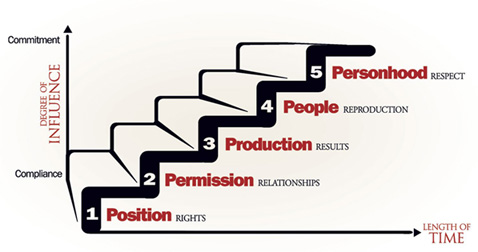 Commitment
DEGREE OF
INFLUENCE
Compliance
5 Personhood RESPECT
4 People REPRODUCTION
3 Production RESULTS
2 Permission RELATIONSHIPS
1 Position RIGHTS
LENGTH OF
TIME